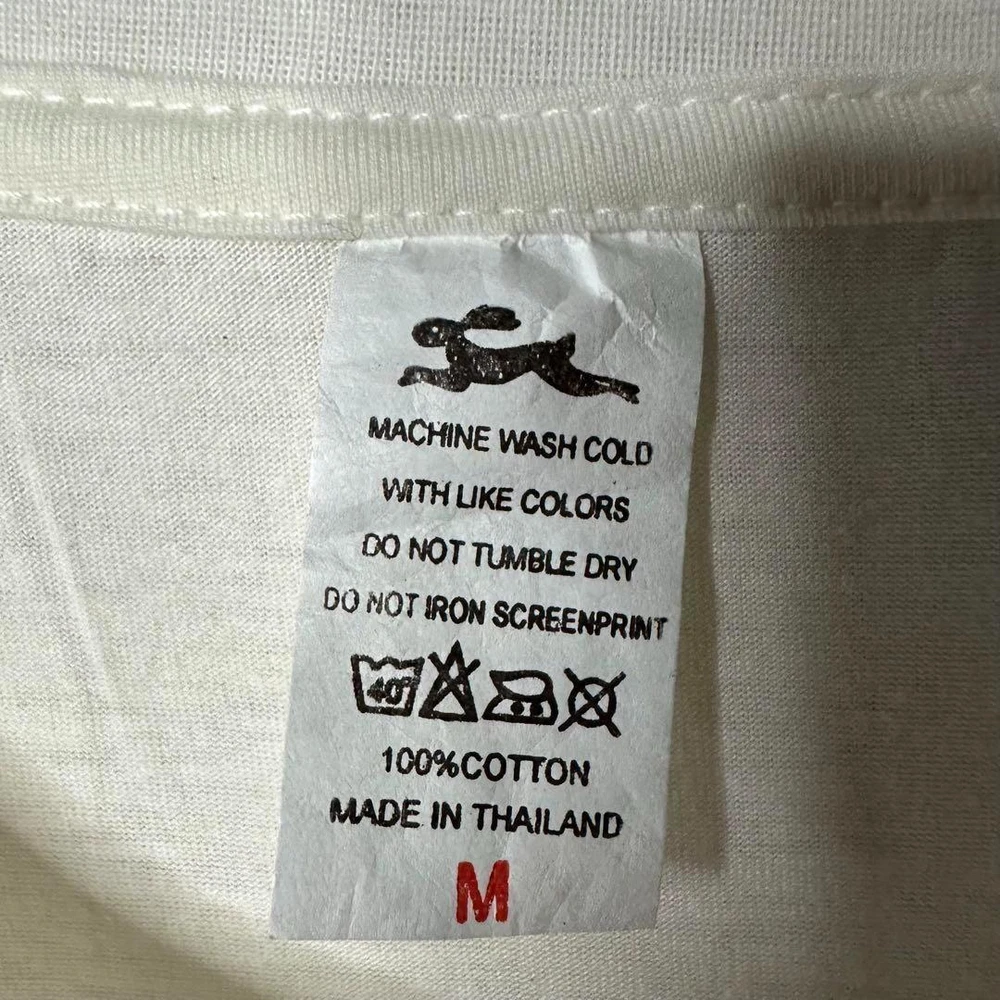 MACHINE WASH COLD
WITH LIKE COLORS
DO NOT TUMBLE DRY
DO NOT IRON SCREENPRINT
40°
100%COTTON
MADE IN THAILAND
M